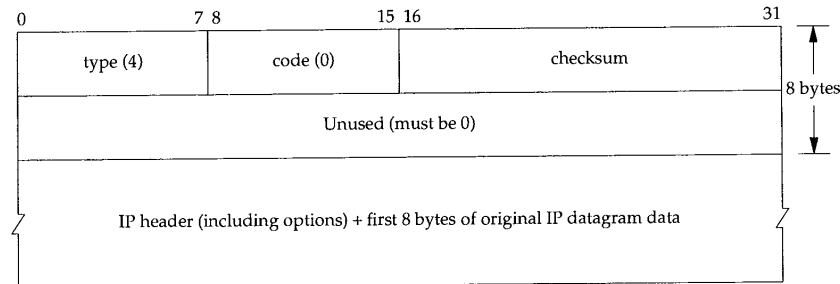 0 7 8 15 16 31
type (4) code (0) checksum
8 bytes
Unused (must be 0)
IP header (including options) + first 8 bytes of original IP datagram data